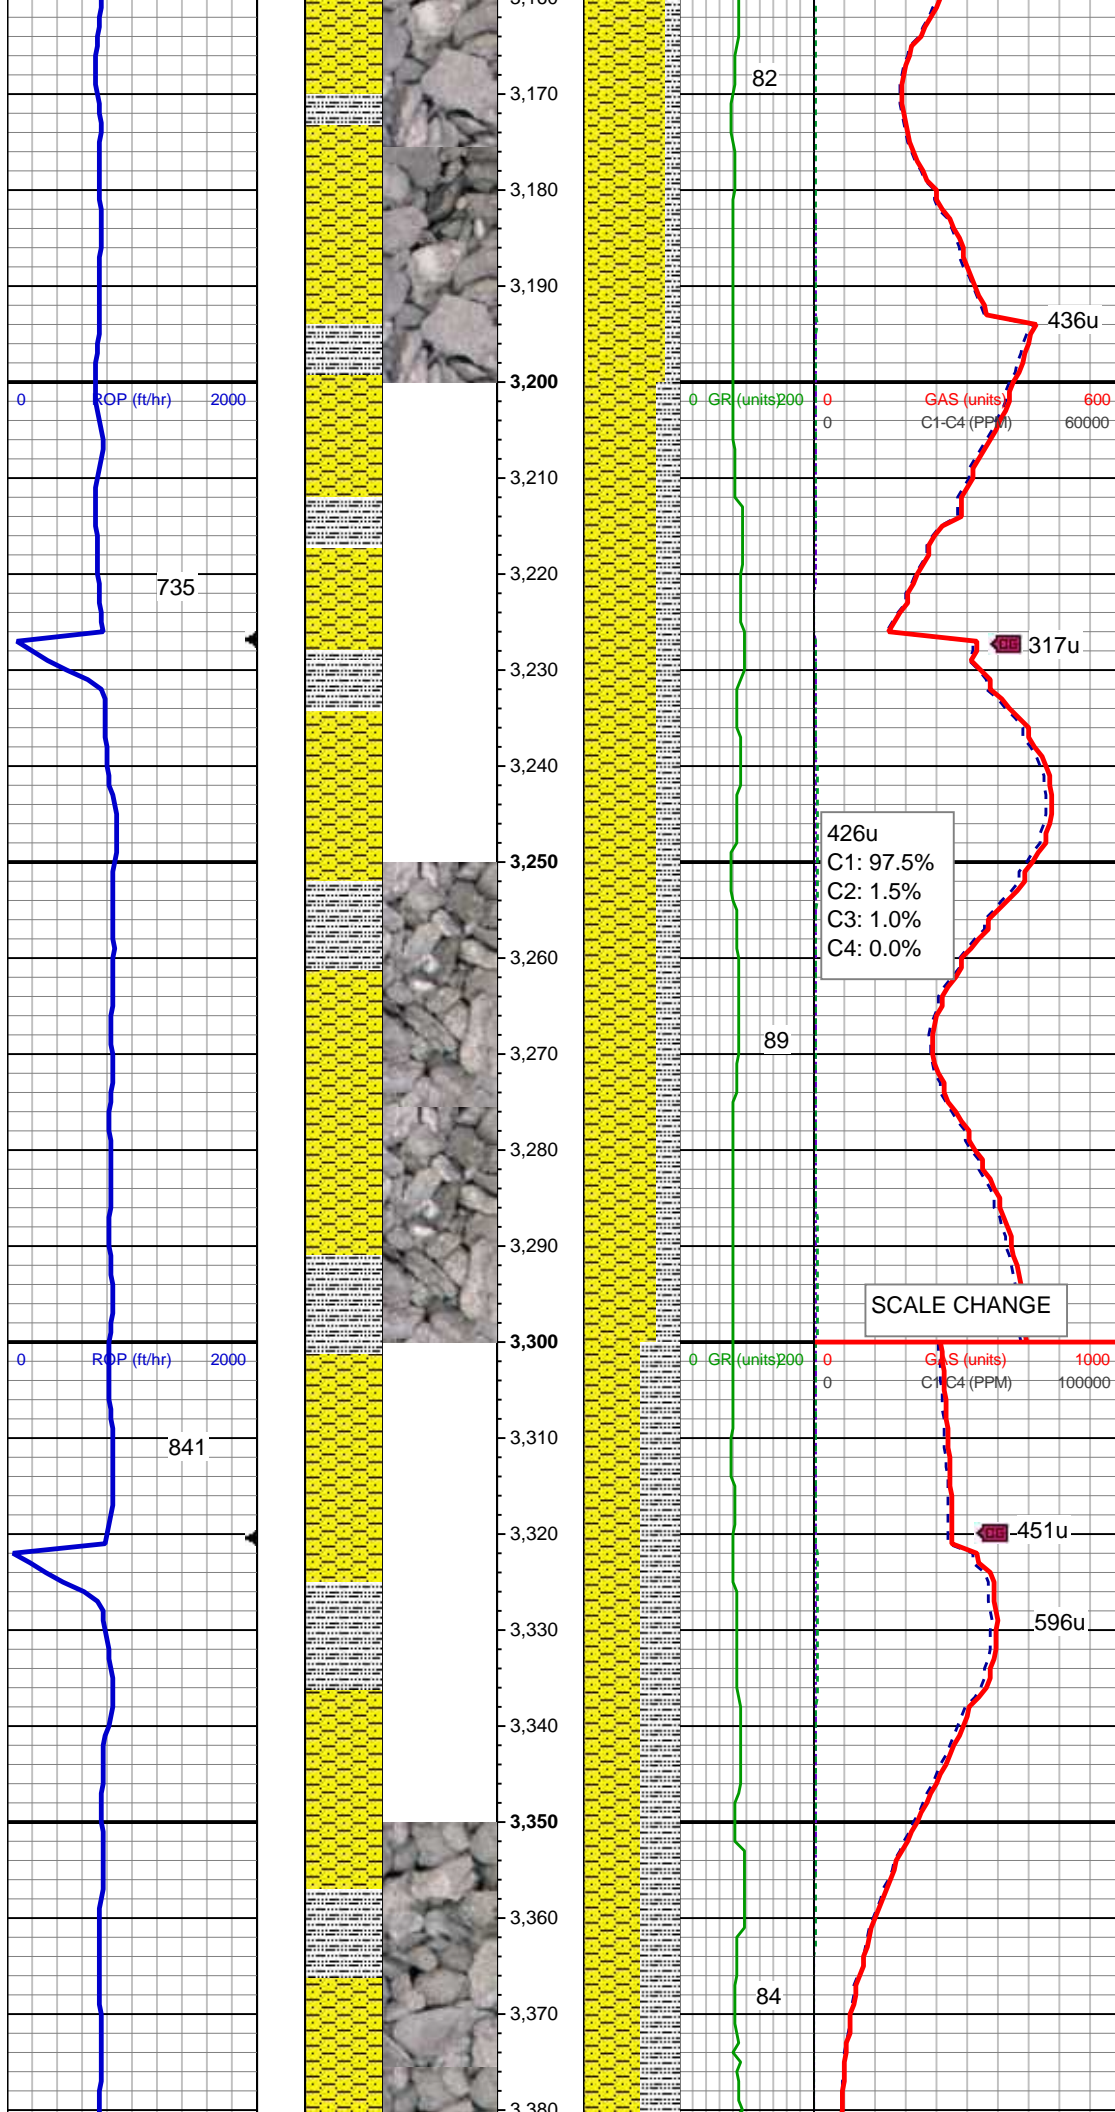 82
3,170
3,180
3,190
436u
3,200
0 ROP (ft/hr) 2000
0 GR (units) 200
0 GAS (units) 600
0 C1-C4 (PPM) 60000
3,210
3,220
735
3,230
CG 317u
3,240
426u
C1: 97.5%
C2: 1.5%
C3: 1.0%
C4: 0.0%
3,250
3,260
89
3,270
3,280
3,290
SCALE CHANGE
3,300
0 ROP (ft/hr) 2000
0 GR (units) 200
0 GAS (units) 1000
0 C1-C4 (PPM) 100000
3,310
841
3,320
CG 451u
596u
3,330
3,340
3,350
3,360
84
3,370
3,380